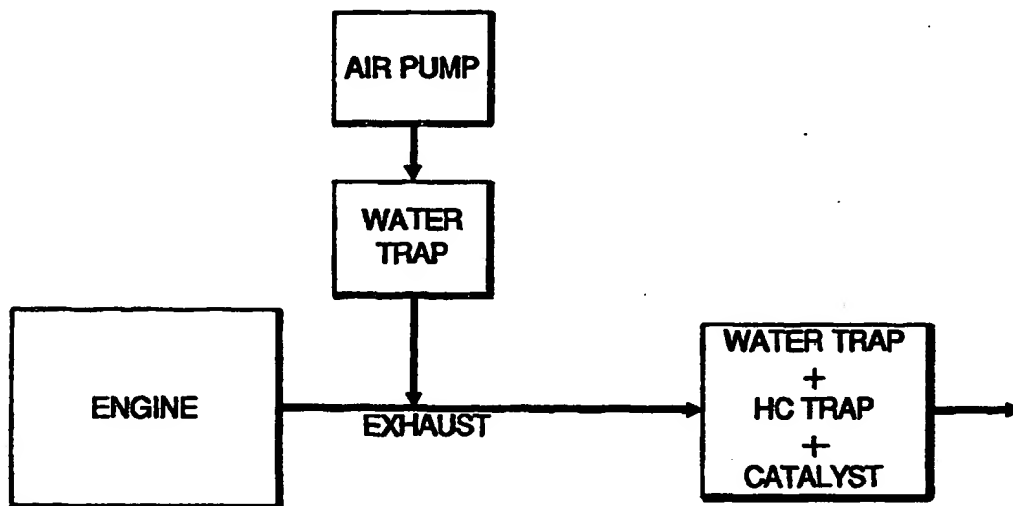 AIR PUMP
WATER
TRAP
ENGINE
EXHAUST
WATER TRAP
+
HC TRAP
+
CATALYST